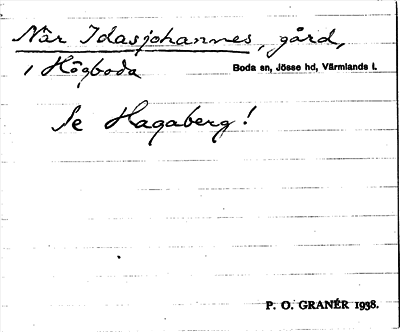 När Idasjohannes, gård,
i Högboda
Boda sn, Jösse hd, Värmlands l.
Se Hagaberg!
P. O. GRANÉR 1938.